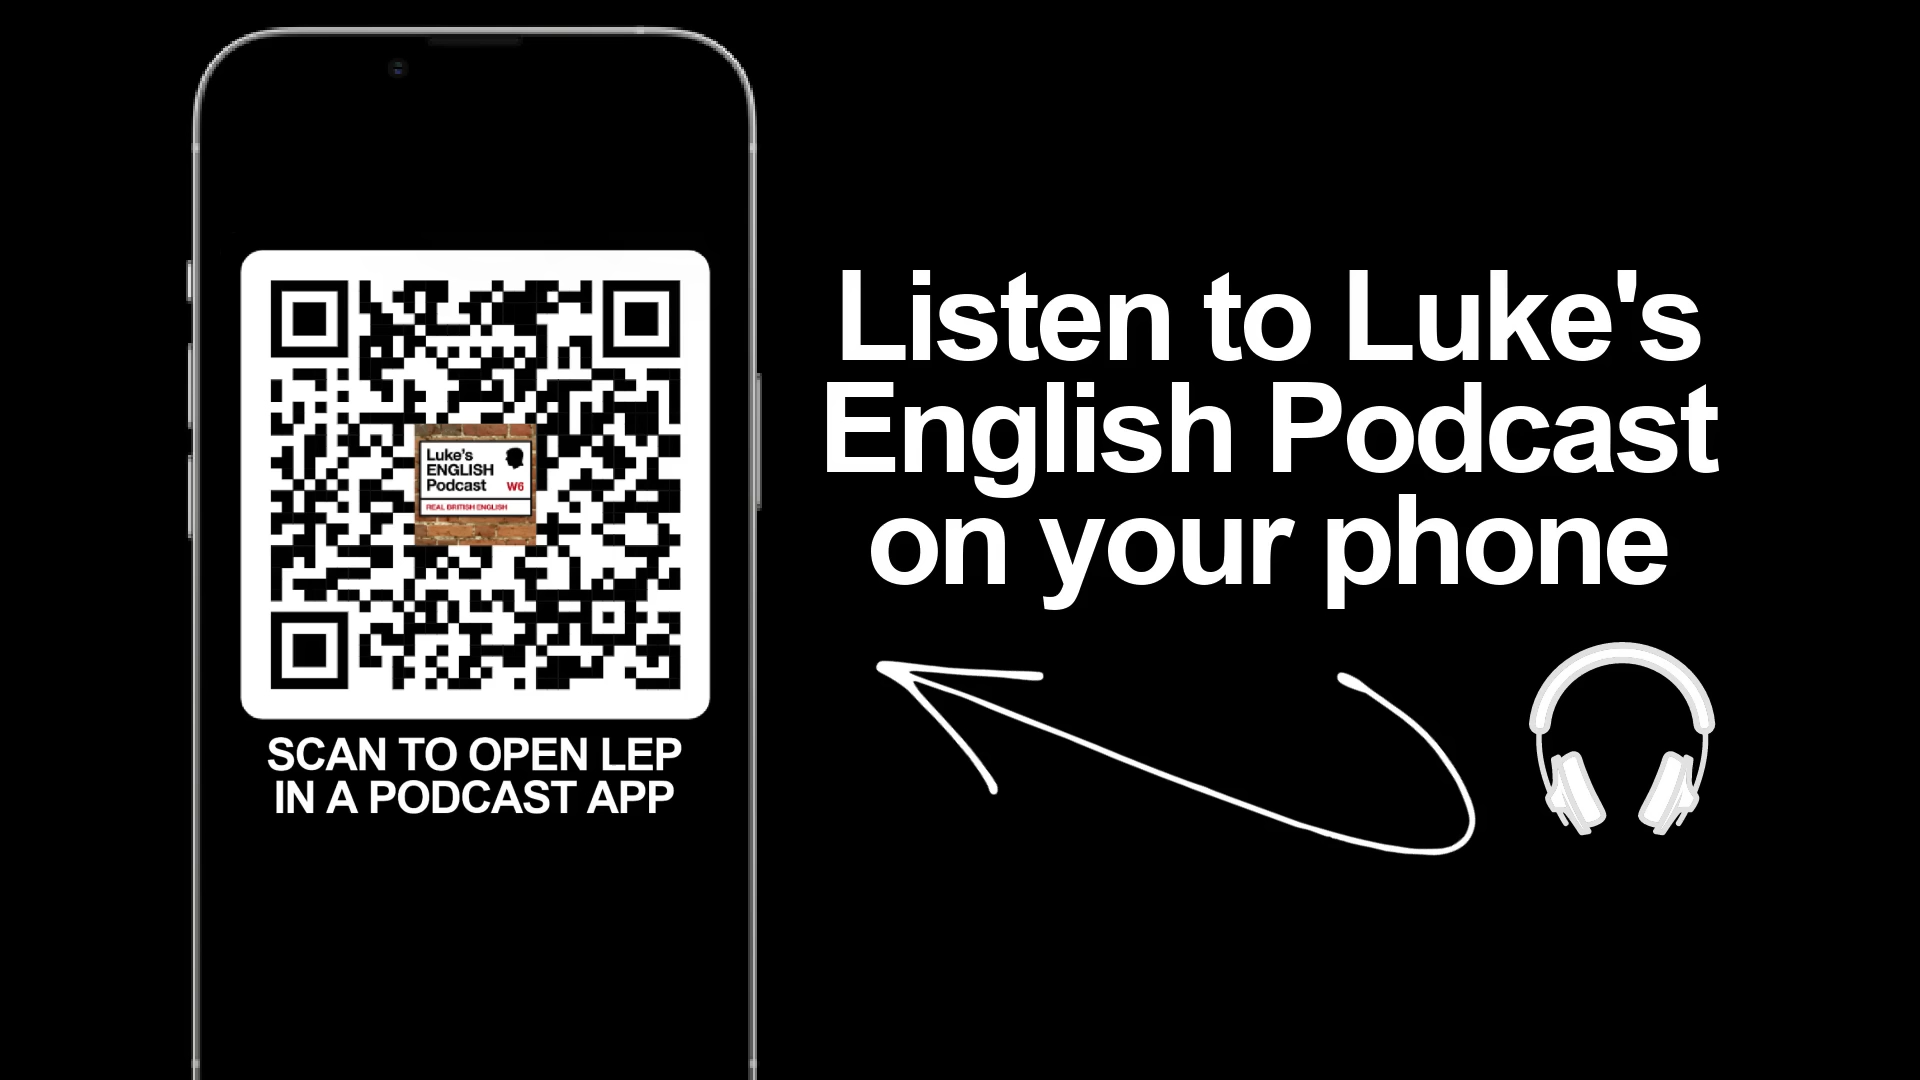 Luke's
ENGLISH
Podcast
W6
REAL BRITISH ENGLISH
SCAN TO OPEN LEP
IN A PODCAST APP
Listen to Luke's
English Podcast
on your phone